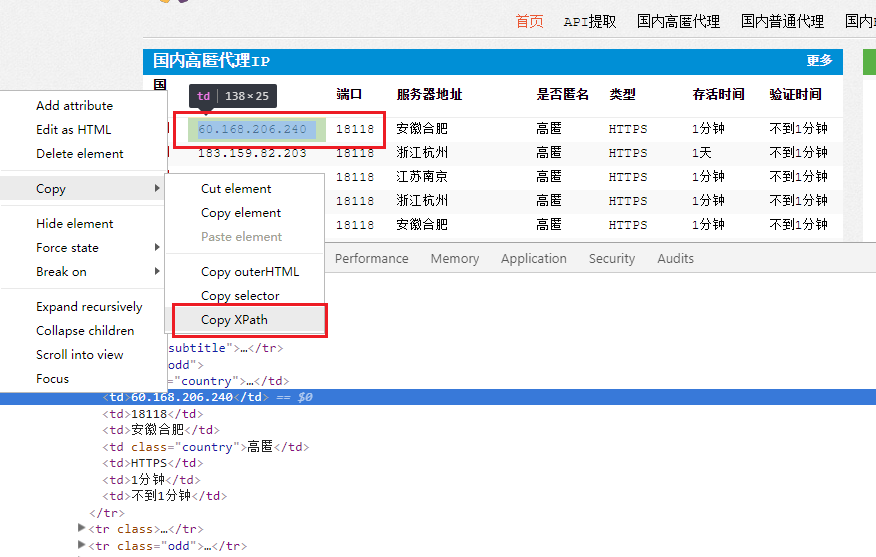 首页 API提取 国内高匿代理 国内普通代理 国内
国内高匿代理IP 更多
国
td 138×25
端口 服务器地址 是否匿名 类型 存活时间 验证时间
60.168.206.240 18118 安徽合肥 高匿 HTTPS 1分钟 不到1分钟
183.159.82.203 18118 浙江杭州 高匿 HTTPS 1天 不到1分钟
18118 江苏南京 高匿 HTTPS 1分钟 不到1分钟
18118 浙江杭州 高匿 HTTPS 1分钟 不到1分钟
18118 安徽合肥 高匿 HTTPS 1分钟 不到1分钟
Add attribute
Edit as HTML
Delete element
Copy
Hide element
Force state
Break on
Expand recursively
Collapse children
Scroll into view
Focus
Cut element
Copy element
Paste element
Copy outerHTML
Copy selector
Copy XPath
Performance Memory Application Security Audits
subtitle">…</tr>
odd">
="country">…</td>
<td>60.168.206.240</td> == $0
<td>18118</td>
<td>安徽合肥</td>
<td class="country">高匿</td>
<td>HTTPS</td>
<td>1分钟</td>
<td>不到1分钟</td>
</tr>
<tr class>…</tr>
<tr class="odd">…</tr>